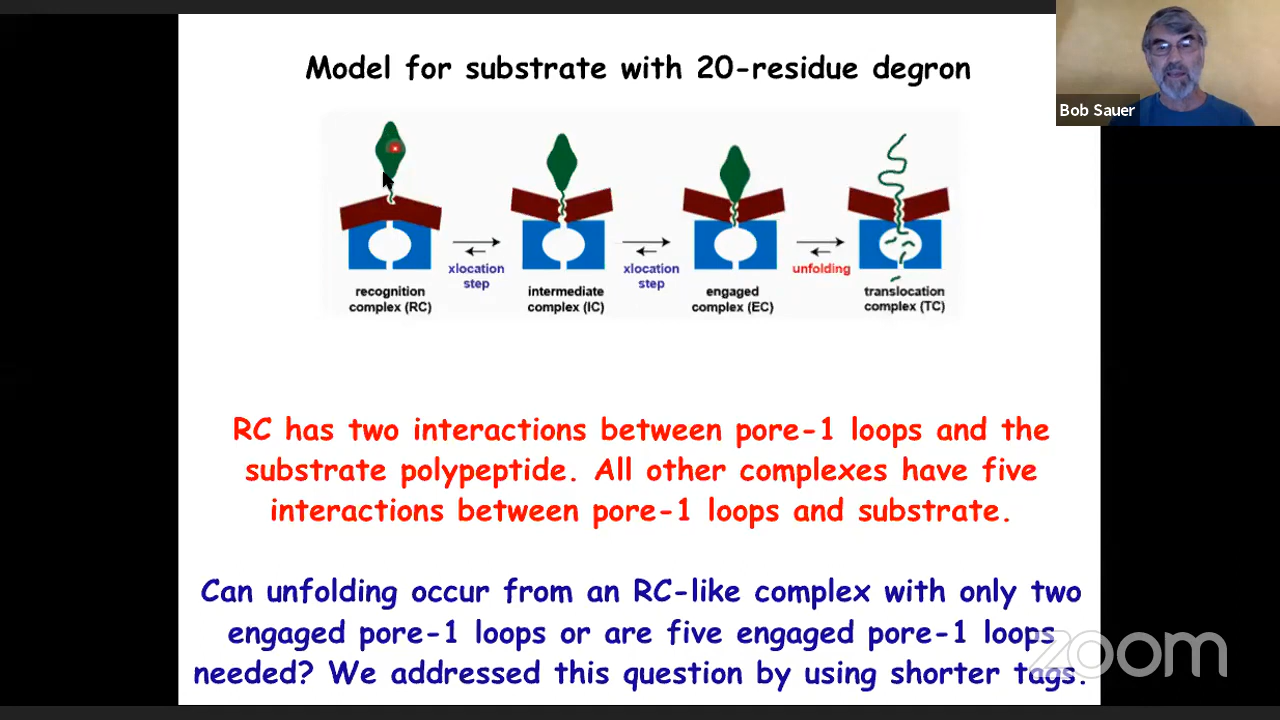 Model for substrate with 20-residue degron
Bob Sauer
xlocation
step
xlocation
step
unfolding
recognition
complex (RC)
intermediate
complex (IC)
engaged
complex (EC)
translocation
complex (TC)
RC has two interactions between pore-1 loops and the
substrate polypeptide. All other complexes have five
interactions between pore-1 loops and substrate.
Can unfolding occur from an RC-like complex with only two
engaged pore-1 loops or are five engaged pore-1 loops
needed? We addressed this question by using shorter tags.
zoom